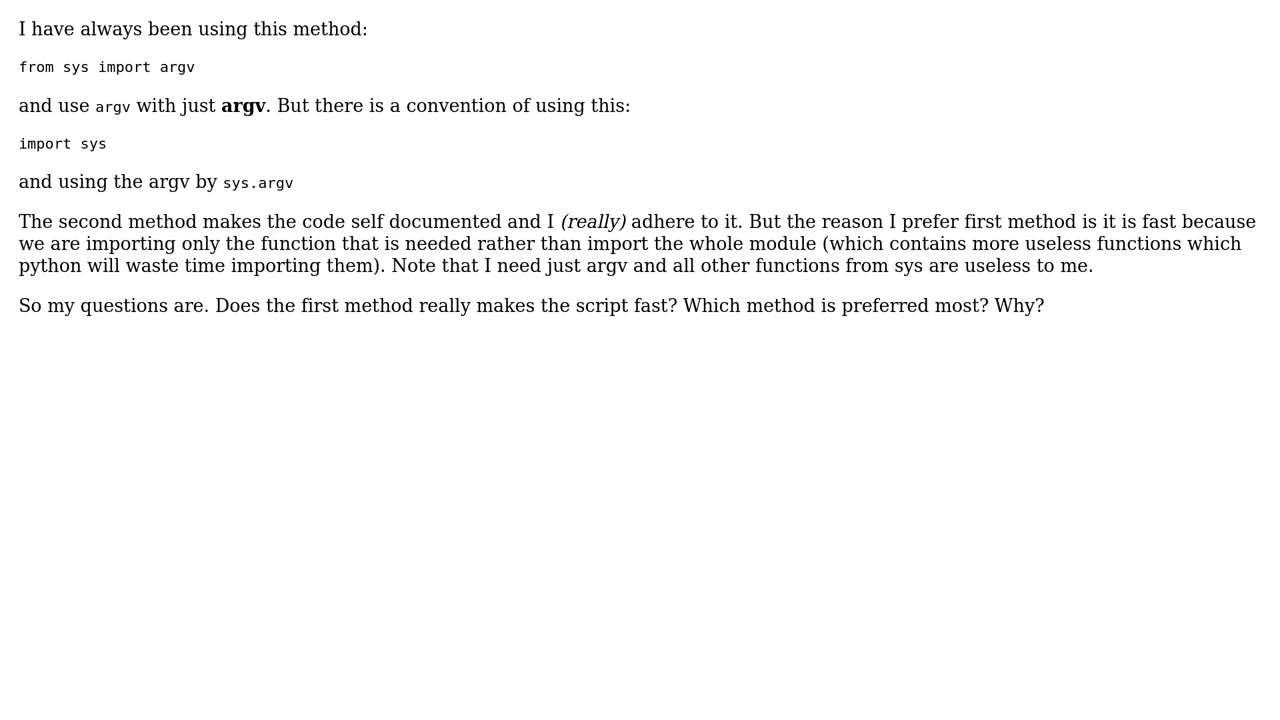 I have always been using this method:
from sys import argv
and use argv with just argv. But there is a convention of using this:
import sys
and using the argv by sys.argv
The second method makes the code self documented and I (really) adhere to it. But the reason I prefer first method is it is fast because
we are importing only the function that is needed rather than import the whole module (which contains more useless functions which
python will waste time importing them). Note that I need just argv and all other functions from sys are useless to me.
So my questions are. Does the first method really makes the script fast? Which method is preferred most? Why?